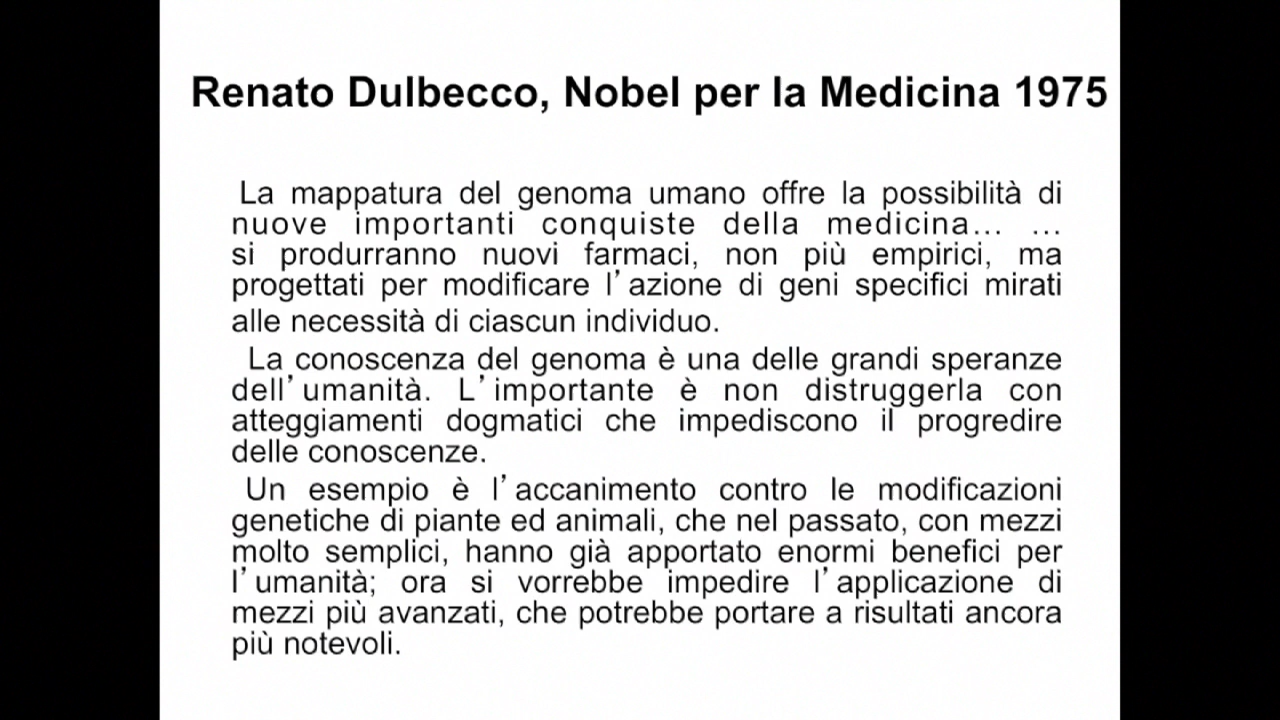 Renato Dulbecco, Nobel per la Medicina 1975
La mappatura del genoma umano offre la possibilità di
nuove importanti conquiste della medicina... ...
si produrranno nuovi farmaci, non più empirici, ma
progettati per modificare l’azione di geni specifici mirati
alle necessità di ciascun individuo.
La conoscenza del genoma è una delle grandi speranze
dell’umanità. L’importante è non distruggerla con
atteggiamenti dogmatici che impediscono il progredire
delle conoscenze.
Un esempio è l’accanimento contro le modificazioni
genetiche di piante ed animali, che nel passato, con mezzi
molto semplici, hanno già apportato enormi benefici per
l’umanità; ora si vorrebbe impedire l’applicazione di
mezzi più avanzati, che potrebbe portare a risultati ancora
più notevoli.